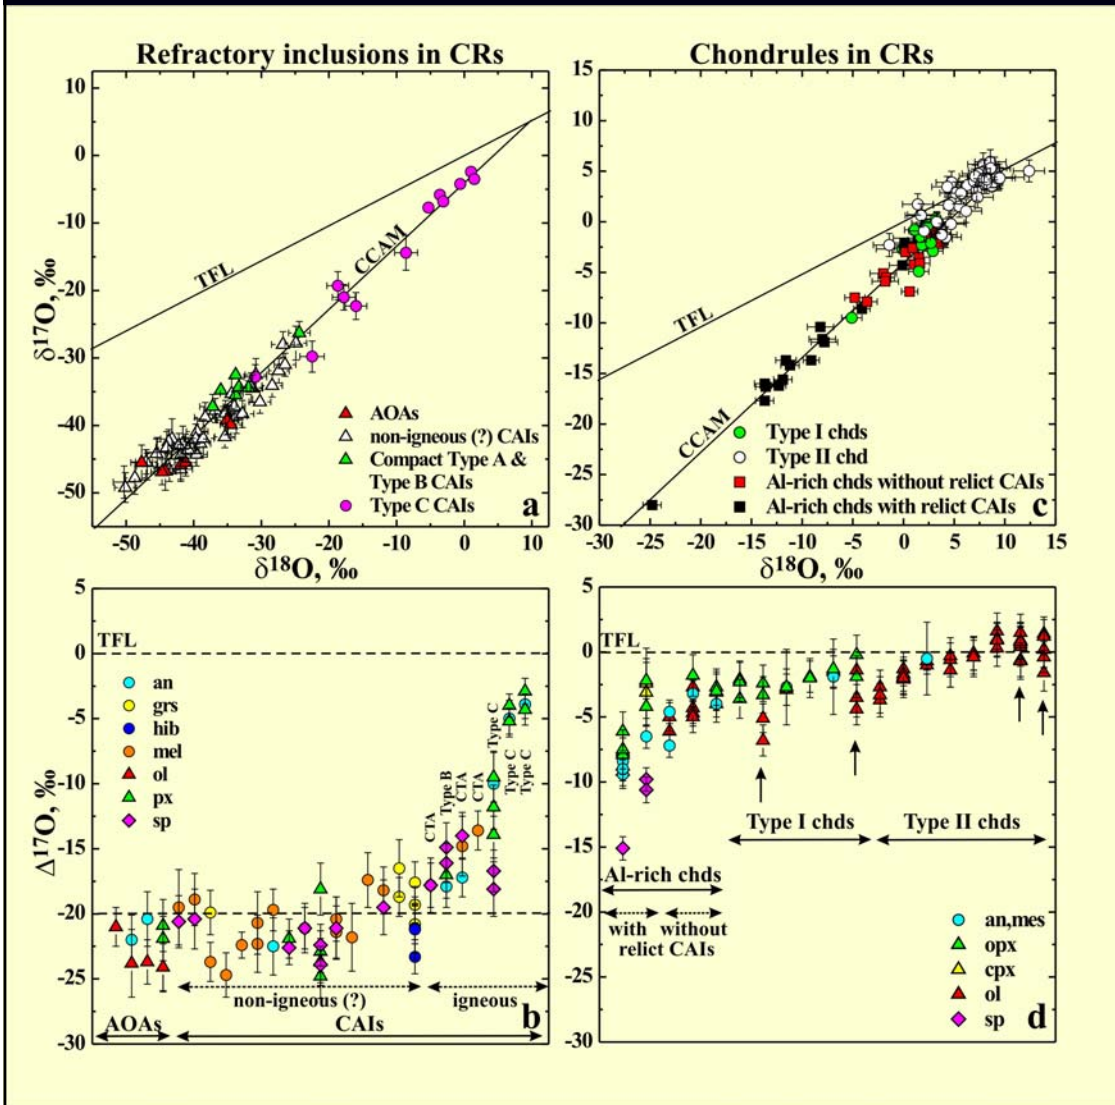 Refractory inclusions in CRs
10
0
-10
-20
-30
-40
-50
δ¹⁷O, ‰
TFL
CCAM
AOAs
non-igneous (?) CAIs
Compact Type A &
Type B CAIs
Type C CAIs
a
-50 -40 -30 -20 -10 0 10
δ¹⁸O, ‰
Chondrules in CRs
15
10
5
0
-5
-10
-15
-20
-25
-30
TFL
CCAM
Type I chds
Type II chd
Al-rich chds without relict CAIs
Al-rich chds with relict CAIs
c
-30 -25 -20 -15 -10 -5 0 5 10 15
δ¹⁸O, ‰
5
0
-5
-10
-15
-20
-25
-30
Δ¹⁷O, ‰
TFL
an
grs
hib
mel
ol
px
sp
CTA
Type B
CTA
CTA
Type C
Type C
Type C
non-igneous (?)
igneous
b
AOAs
CAIs
5
0
-5
-10
-15
-20
-25
-30
TFL
Type I chds
Type II chds
Al-rich chds
with
without
relict CAIs
an,mes
opx
cpx
ol
sp
d